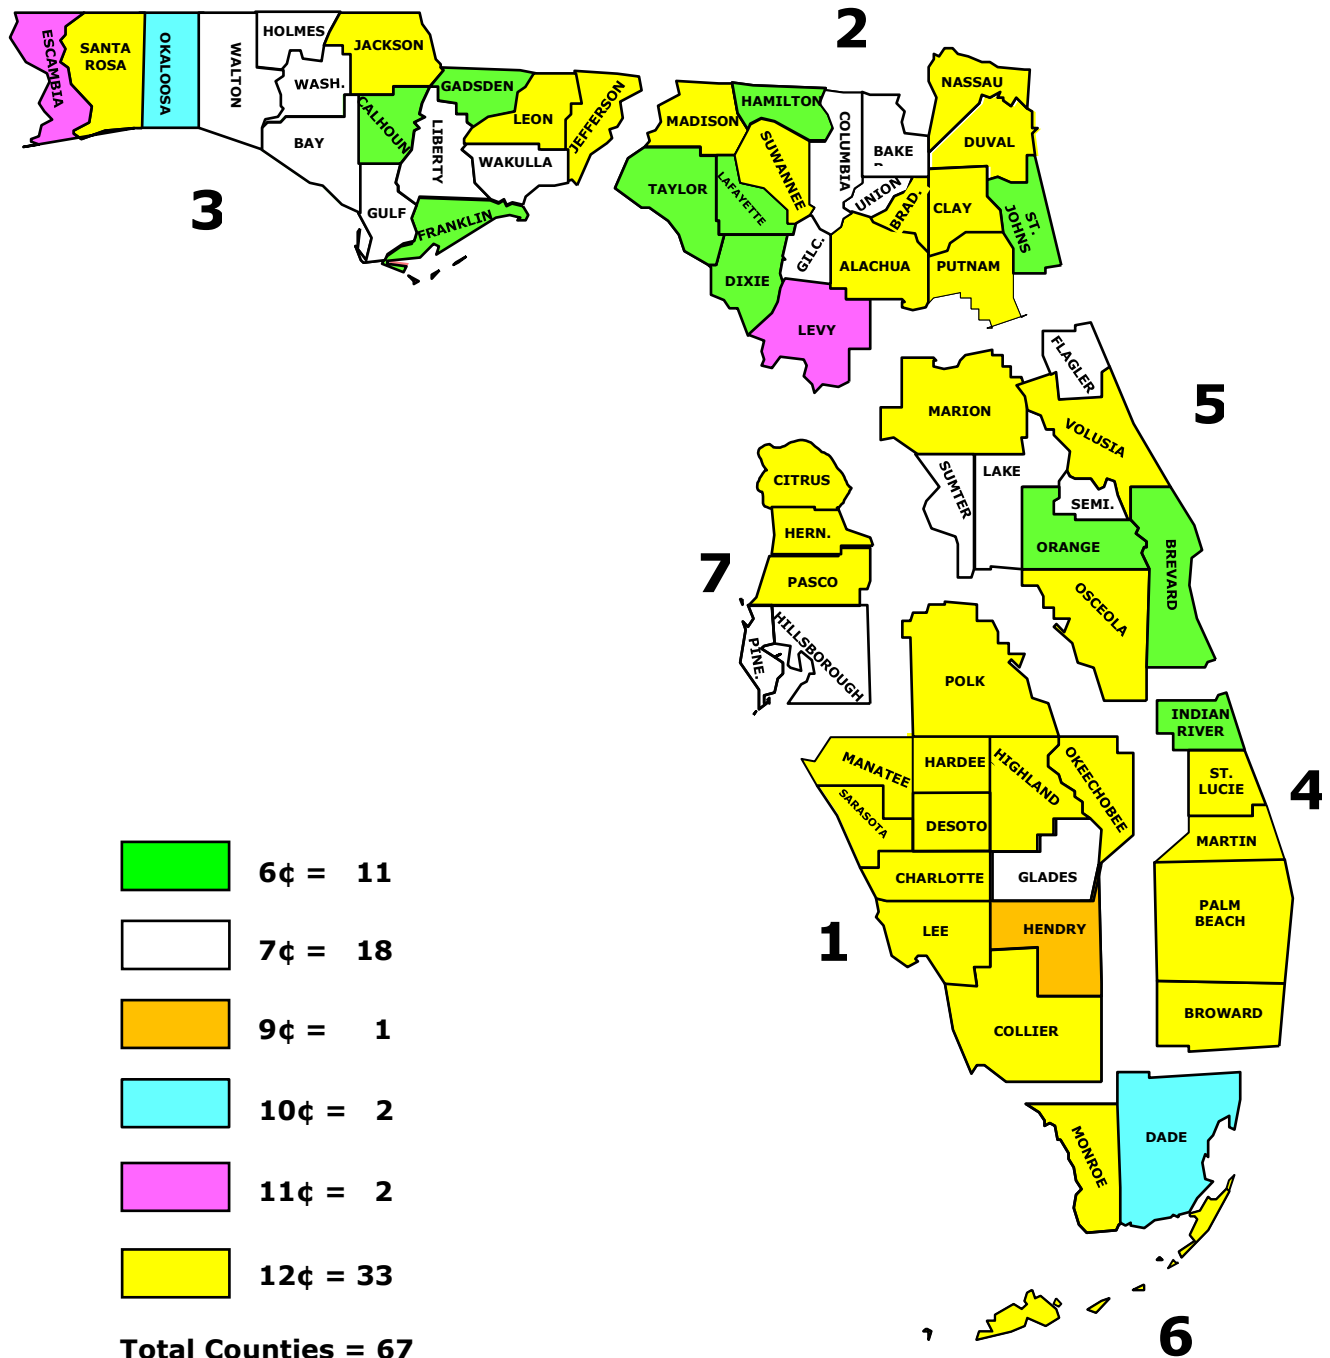 2
HOLMES
ESCAMBIA
SANTA
ROSA
OKALOOSA
WALTON
JACKSON
WASH.
GADSDEN
CALHOUN
LEON
JEFFERSON
BAY
LIBERTY
WAKULLA
GULF
FRANKLIN
3
NASSAU
HAMILTON
MADISON
COLUMBIA
DUVAL
SUWANNEE
BAKE
TAYLOR
LAFAYETTE
UNION
BRAD.
CLAY
ST.
JOHNS
GILC.
ALACHUA
PUTNAM
DIXIE
LEVY
FLAGLER
5
MARION
VOLUSIA
SUMTER
LAKE
SEMI.
ORANGE
BREVARD
OSCEOLA
CITRUS
HERN.
7
PASCO
PINE.
HILLSBOROUGH
POLK
INDIAN
RIVER
MANATEE
HARDEE
HIGHLAND
OKEECHOBEE
ST.
LUCIE
4
SARASOTA
DESOTO
MARTIN
CHARLOTTE
GLADES
PALM
BEACH
1
LEE
HENDRY
COLLIER
BROWARD
MONROE
DADE
6
6¢ = 11
7¢ = 18
9¢ = 1
10¢ = 2
11¢ = 2
12¢ = 33
Total Counties = 67